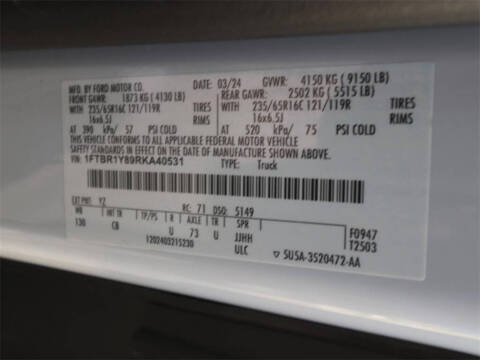 MFD. BY FORD MOTOR CO. DATE: 03/24 GVWR: 4150 KG (9150 LB)
FRONT GAWR: 1873 KG (4130 LB) REAR GAWR: 2502 KG (5515 LB)
WITH 235/65R16C 121/119R TIRES WITH 235/65R16C 121/119R TIRES
16x6.5J RIMS 16x6.5J RIMS
AT 390 kPa/ 57 PSI COLD AT 520 kPa/ 75 PSI COLD
THIS VEHICLE CONFORMS TO ALL APPLICABLE FEDERAL MOTOR VEHICLE
SAFETY STANDARDS IN EFFECT ON THE DATE OF MANUFACTURE SHOWN ABOVE.
VIN: 1FTBR1Y89RKA40531 TYPE: Truck
EXT PNT: YZ RC: 71 DSO: 5149
WB INT TR TP/PS R AXLE TR SPR F0947
130 CB U 73 U JJHH T2503
1202403215230 ULC ▽ 5U5A-3520472-AA